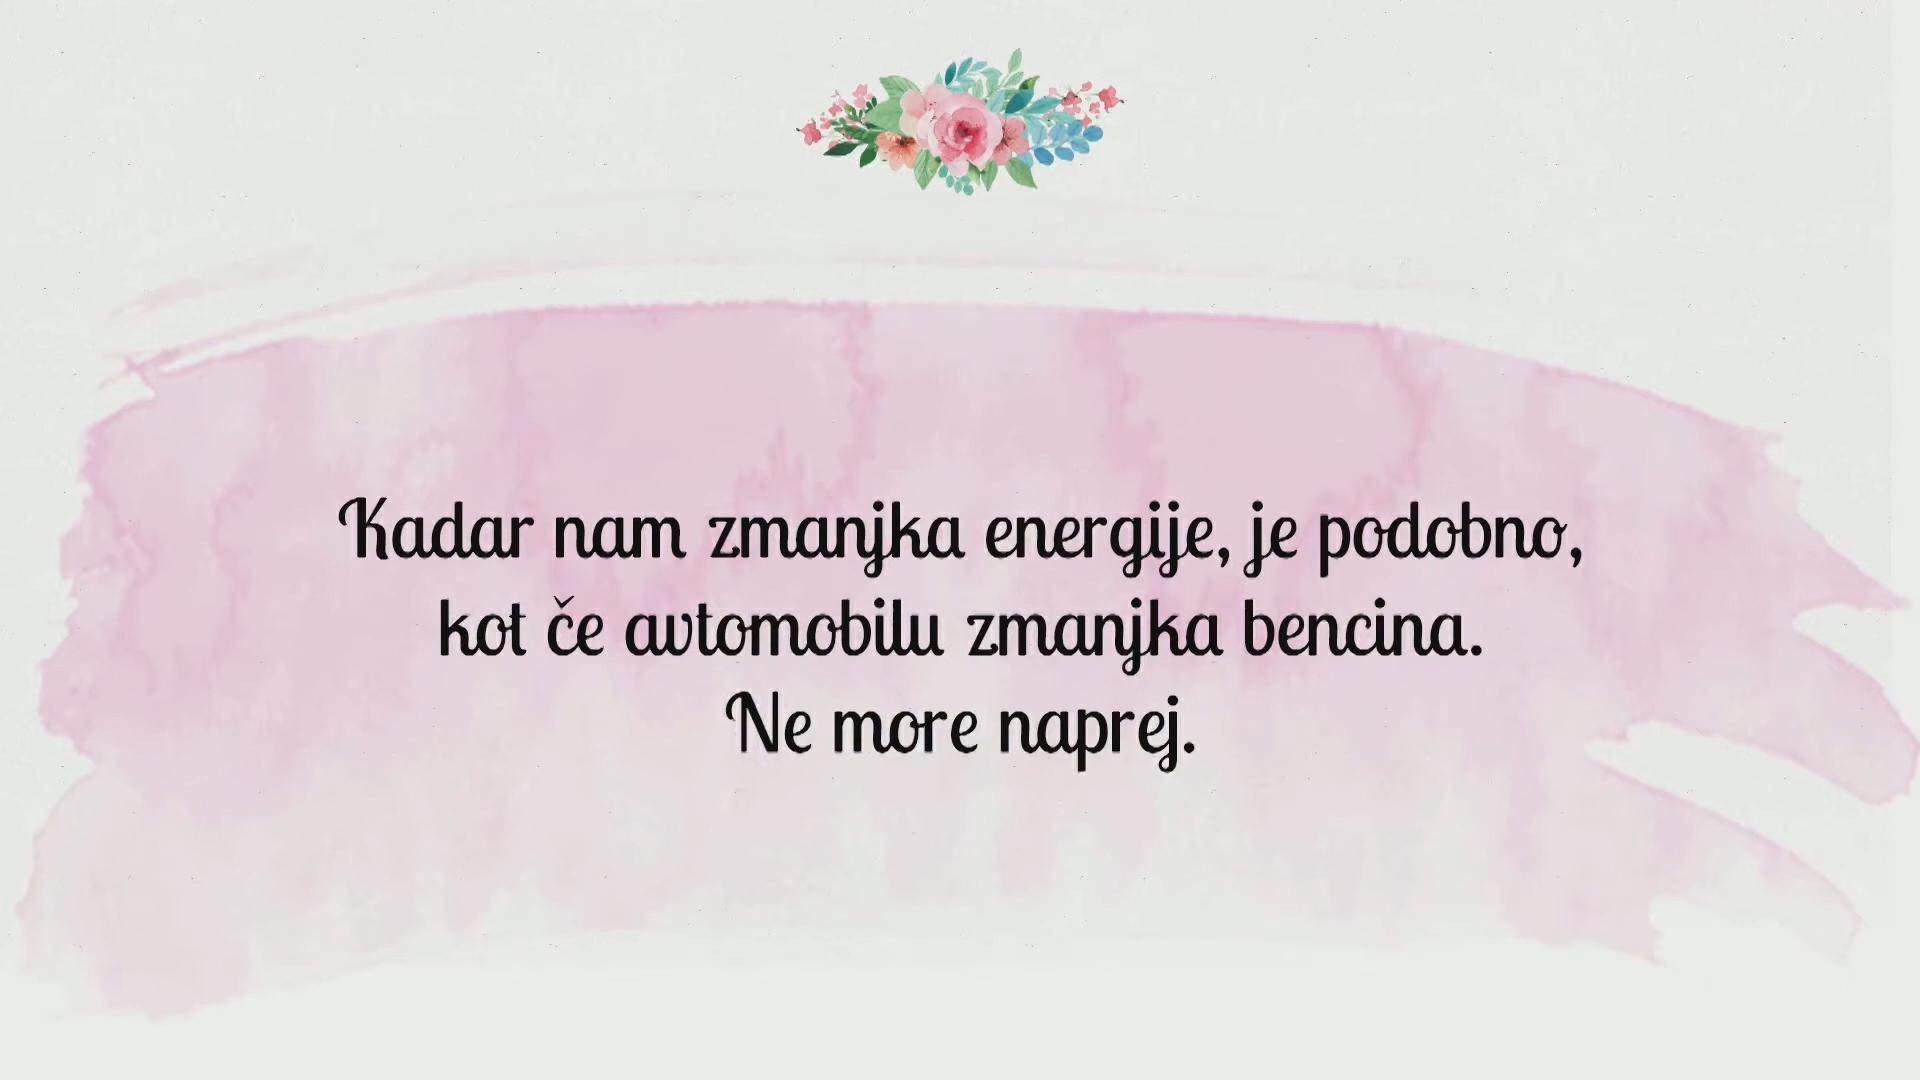 Kadar nam zmanjka energije, je podobno,
kot če avtomobilu zmanjka bencina.
Ne more naprej.